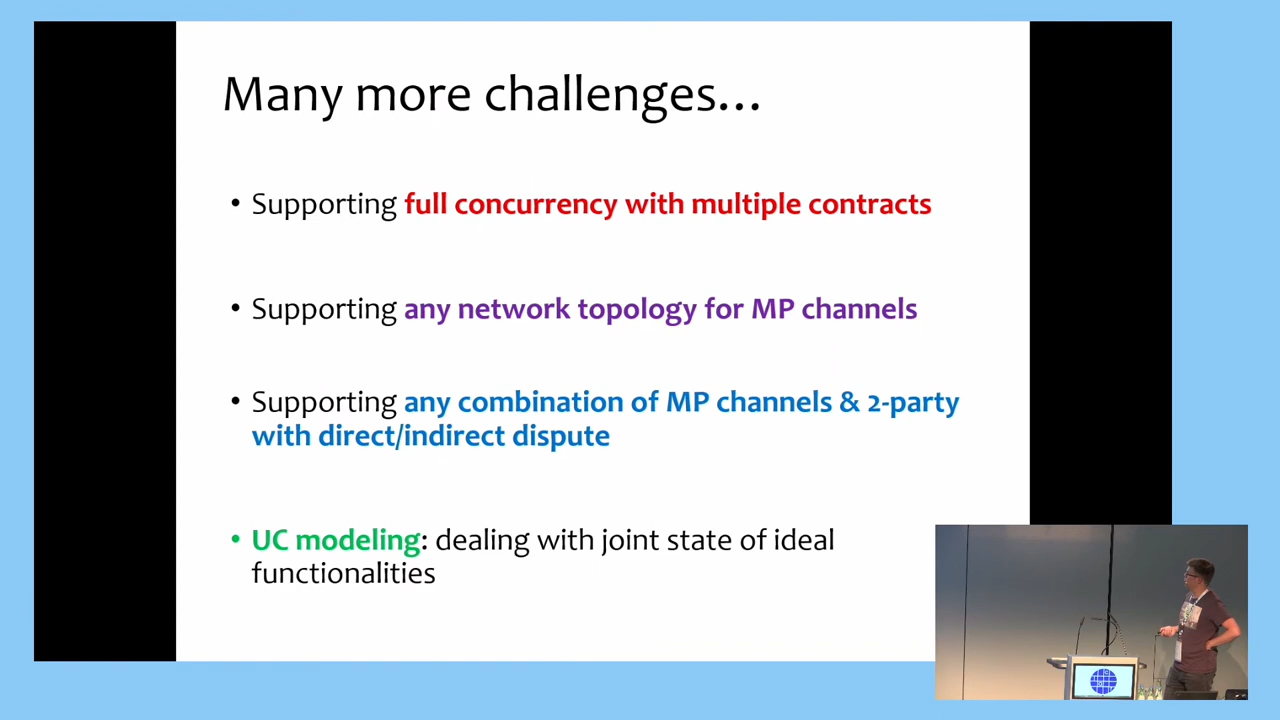 Many more challenges...
• Supporting full concurrency with multiple contracts
• Supporting any network topology for MP channels
• Supporting any combination of MP channels & 2-party
with direct/indirect dispute
• UC modeling: dealing with joint state of ideal
functionalities